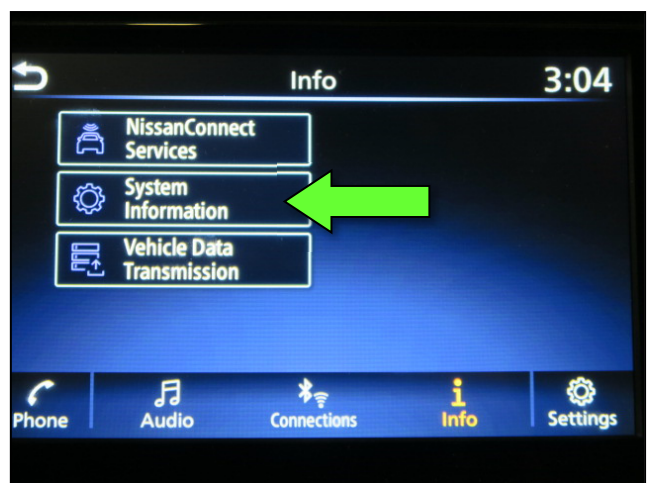 Info
3:04
NissanConnect
Services
System
Information
Vehicle Data
Transmission
Phone
Audio
Connections
Info
Settings